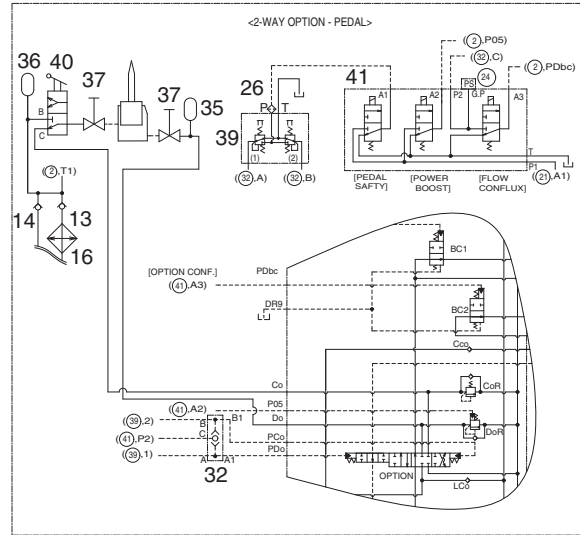 <2-WAY OPTION - PEDAL>
36
40
37
37
35
26
39
41
B
C
P
T
(1)
(2)
((32),A)
((32),B)
((2),P05)
((32),C)
((2),PDbc)
PS
24
A1
A2
P2
G.P
A3
[PEDAL
SAFTY]
[POWER
BOOST]
[FLOW
CONFLUX]
T
P1
((21),A1)
((2),T1)
14
13
16
[OPTION CONF.]
((41),A3)
PDbc
DR9
BC1
BC2
Cco
Co
CoR
((41),A2)
P05
Do
DoR
((39),2)
B
B1
((41),P2)
C
PCo
((39),1)
PDo
A
A1
32
OPTION
LCo